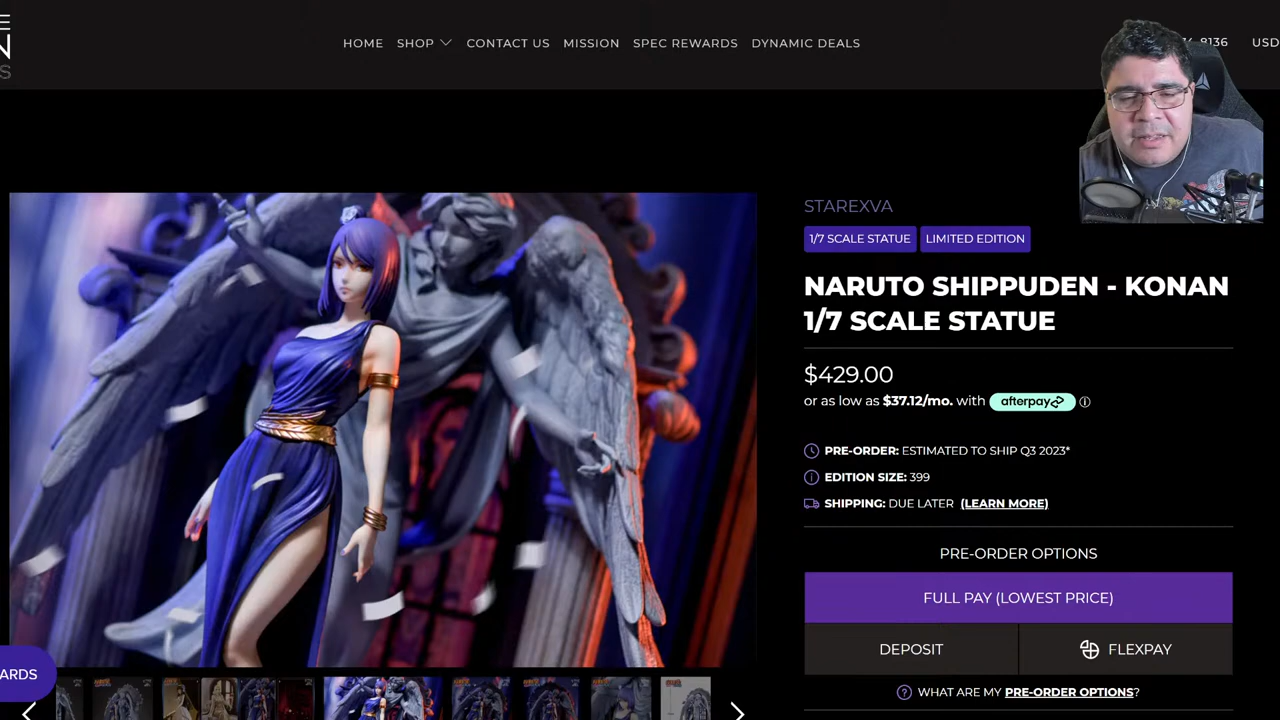 HOME SHOP CONTACT US MISSION SPEC REWARDS DYNAMIC DEALS
8136 USD
STAREXVA
1/7 SCALE STATUE LIMITED EDITION
NARUTO SHIPPUDEN - KONAN
1/7 SCALE STATUE
$429.00
or as low as $37.12/mo. with afterpay
PRE-ORDER: ESTIMATED TO SHIP Q3 2023*
EDITION SIZE: 399
SHIPPING: DUE LATER (LEARN MORE)
PRE-ORDER OPTIONS
FULL PAY (LOWEST PRICE)
DEPOSIT FLEXPAY
WHAT ARE MY PRE-ORDER OPTIONS?
ARDS